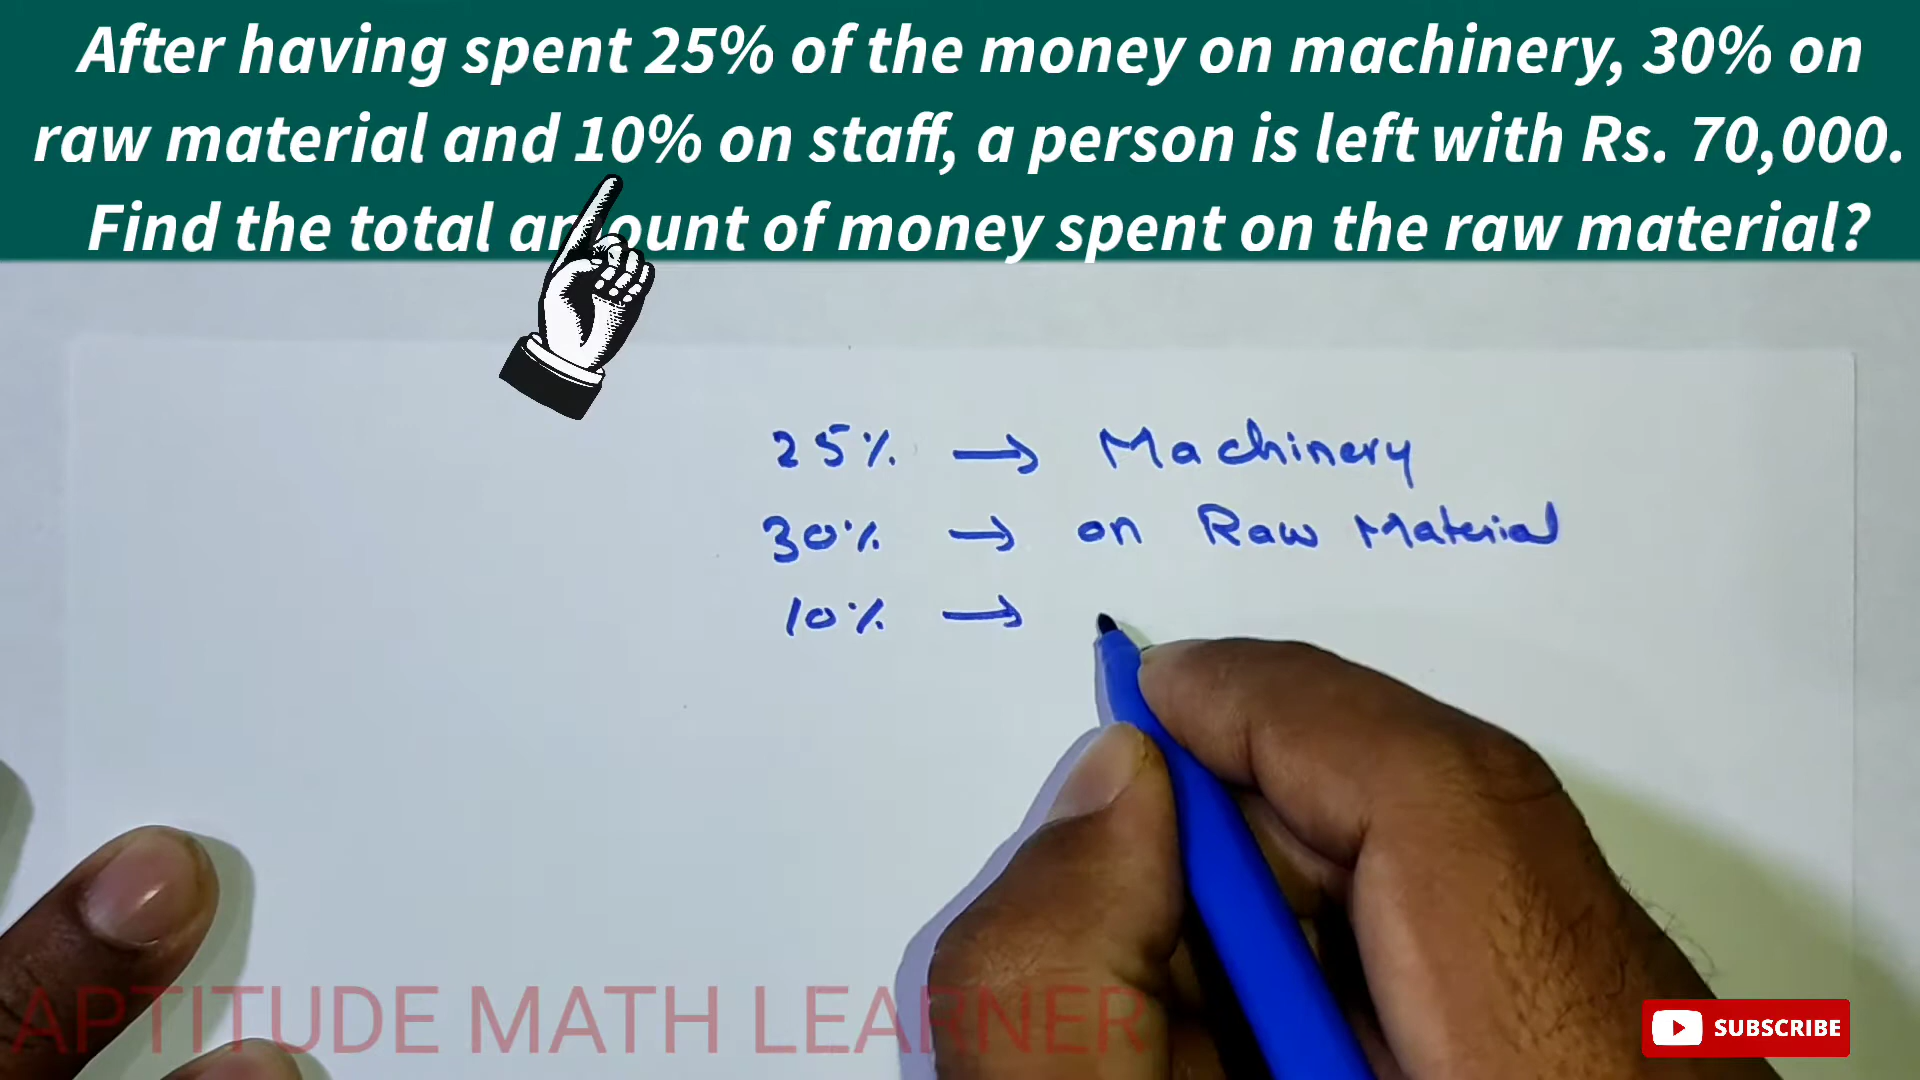 After having spent 25% of the money on machinery, 30% on
raw material and 10% on staff, a person is left with Rs. 70,000.
Find the total amount of money spent on the raw material?
25% → Machinery
30% → on Raw Material
10% →
APTITUDE MATH LEARNER
SUBSCRIBE